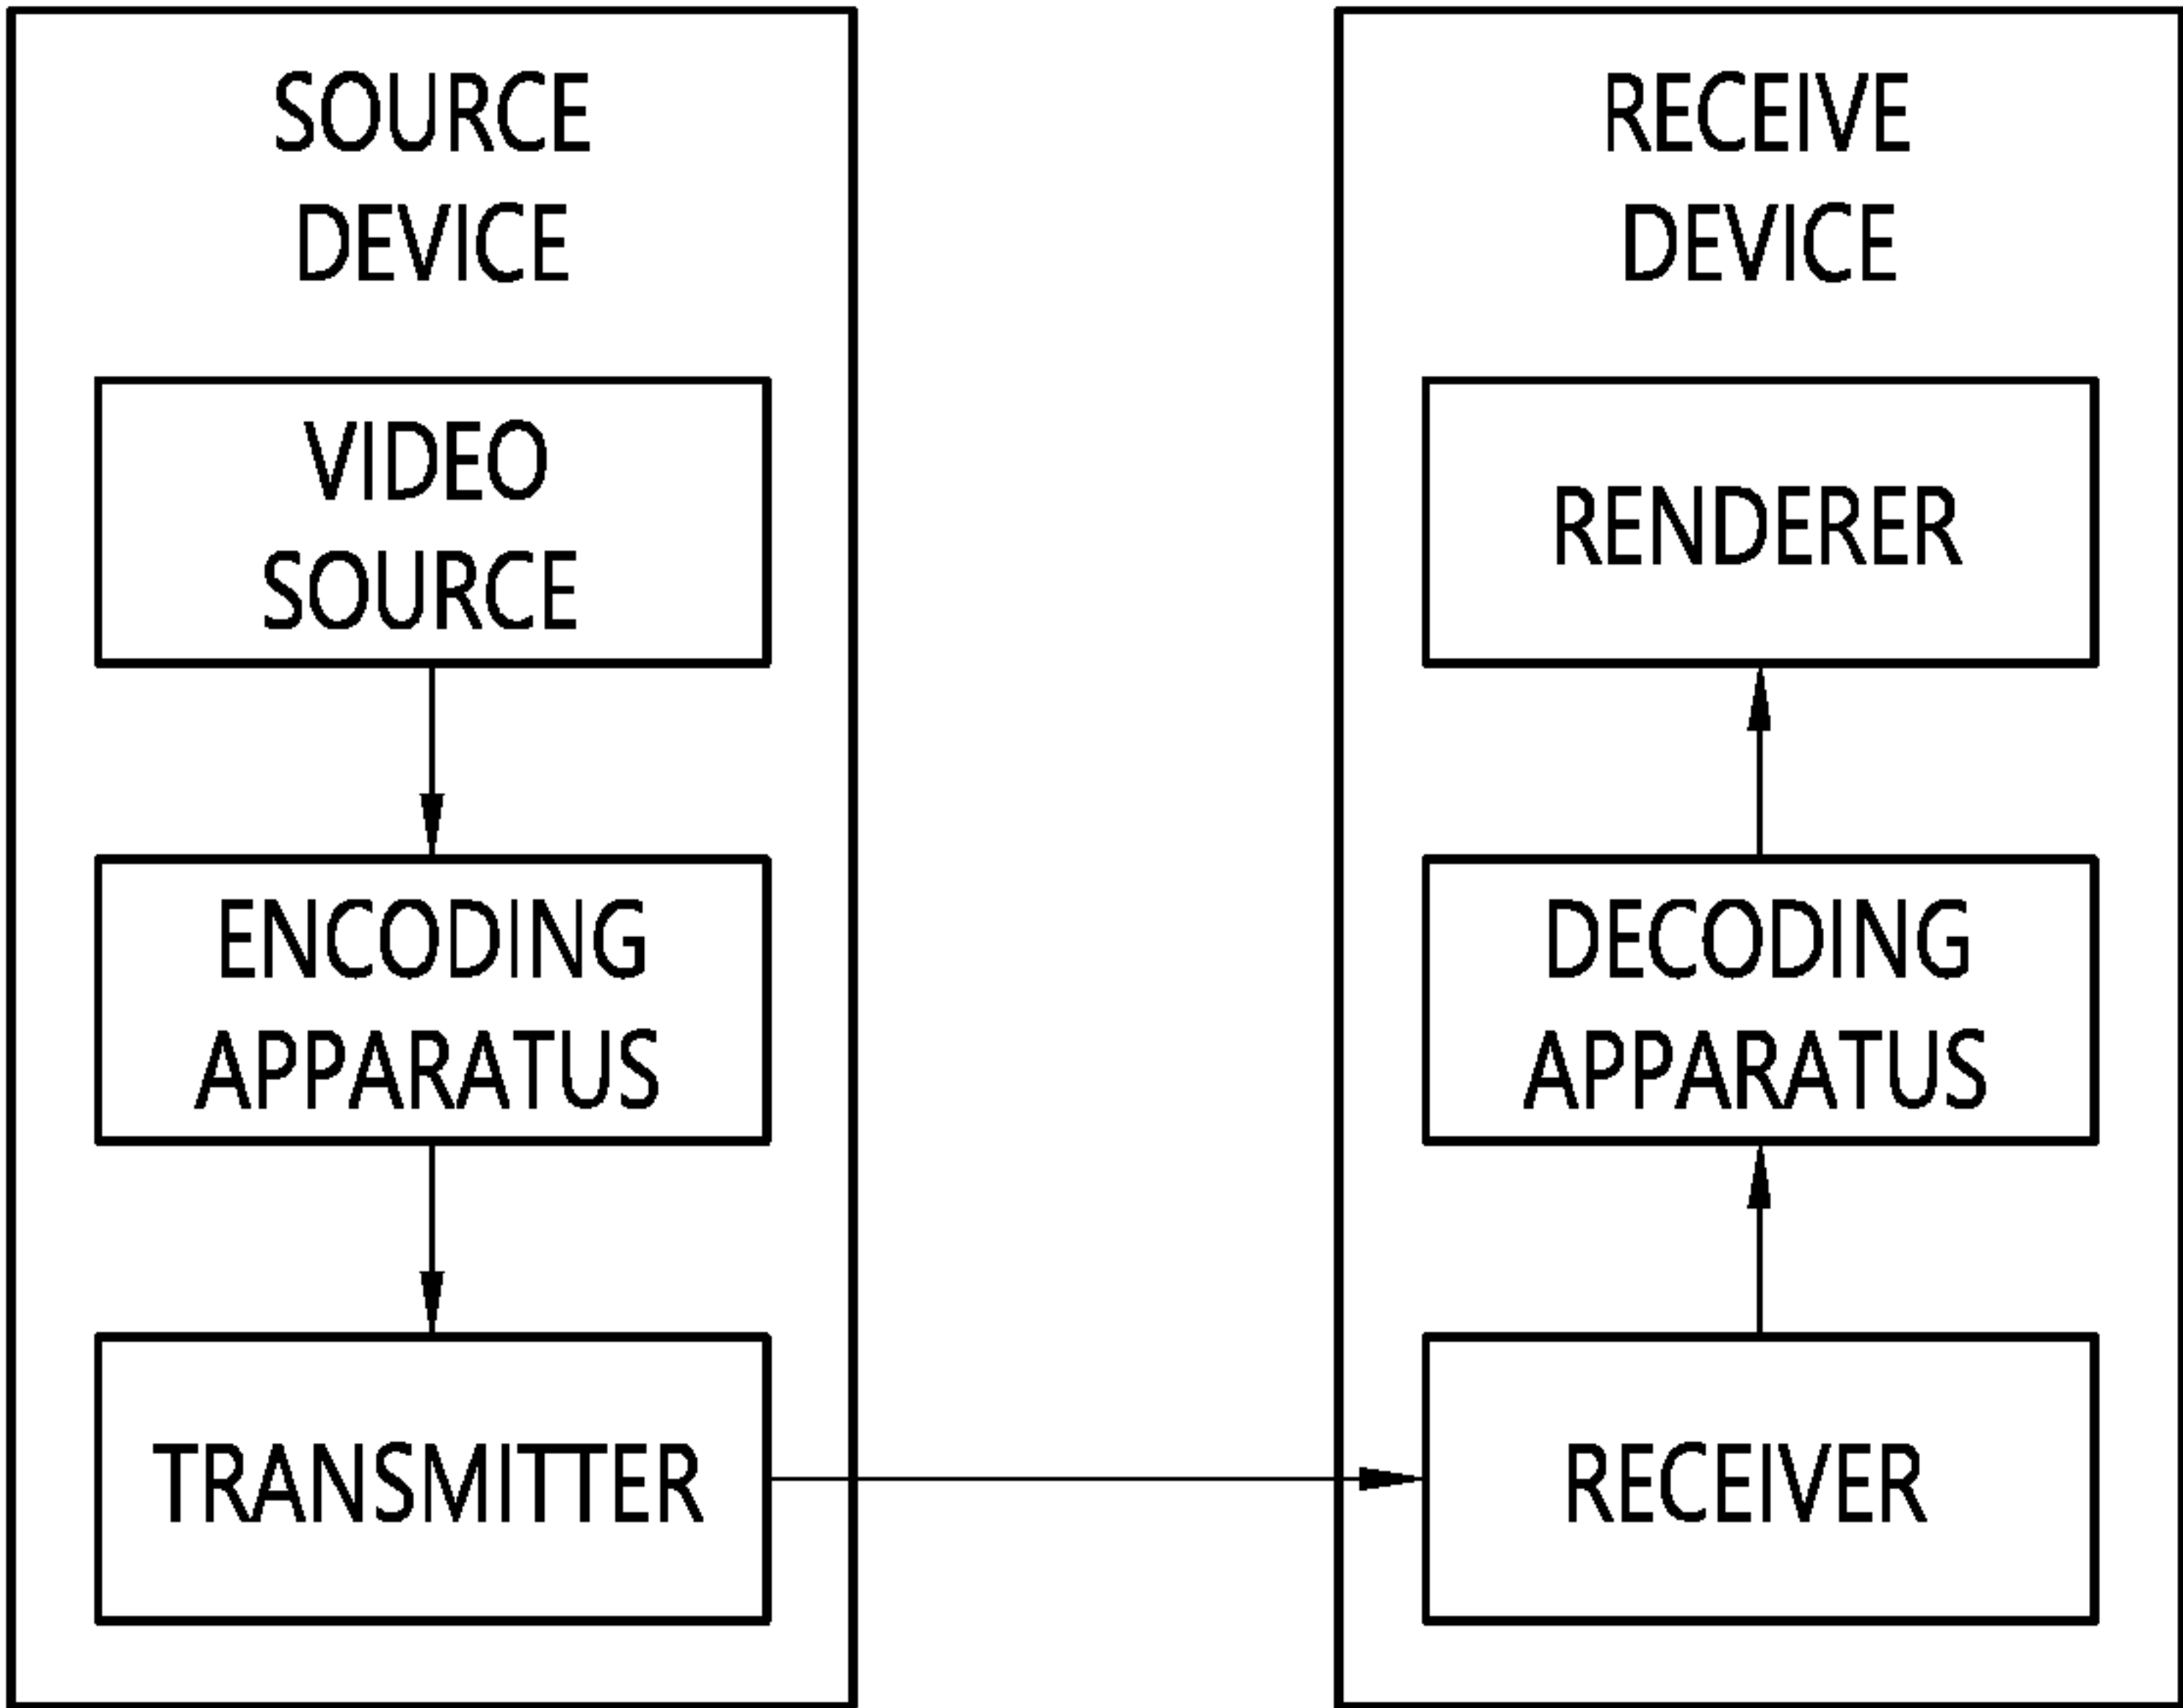 SOURCE
DEVICE
VIDEO
SOURCE
ENCODING
APPARATUS
TRANSMITTER
RECEIVE
DEVICE
RENDERER
DECODING
APPARATUS
RECEIVER